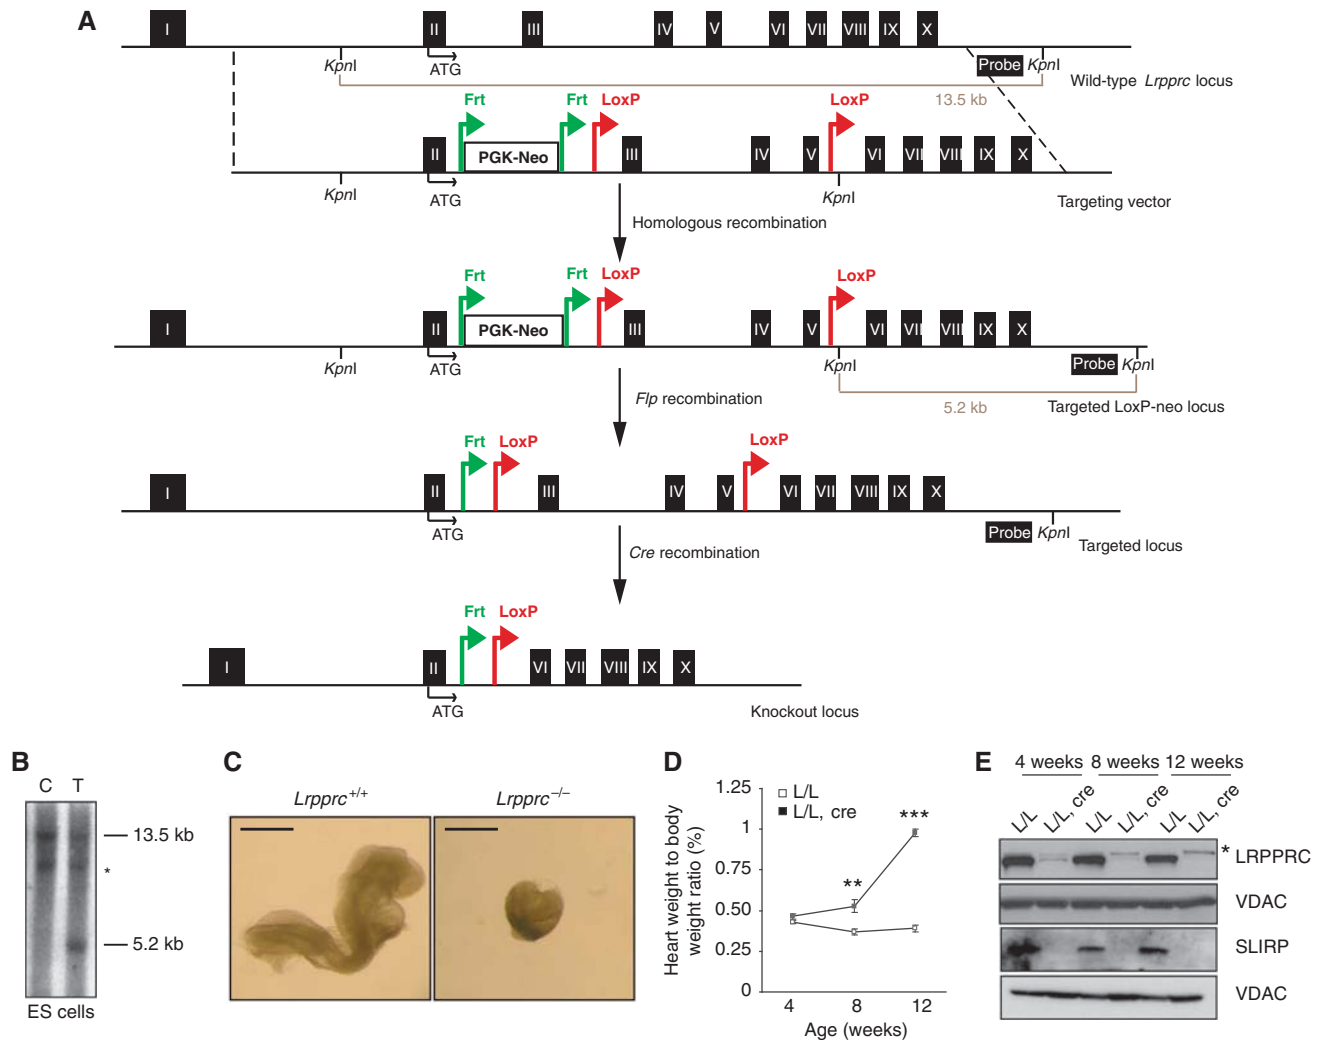 A
I II III IV V VI VII VIII IX X
KpnI ATG Probe KpnI
Wild-type Lrpprc locus
13.5 kb
Frt Frt LoxP LoxP
II PGK-Neo III IV V VI VII VIII IX X
KpnI ATG KpnI
Targeting vector
Homologous recombination
Frt Frt LoxP LoxP
I II PGK-Neo III IV V VI VII VIII IX X
KpnI ATG KpnI Probe KpnI
5.2 kb
Targeted LoxP-neo locus
Flp recombination
Frt LoxP LoxP
I II III IV V VI VII VIII IX X
ATG Probe KpnI
Targeted locus
Cre recombination
Frt LoxP
I II VI VII VIII IX X
ATG
Knockout locus
B
C T
13.5 kb
*
5.2 kb
ES cells
C
Lrpprc+/+ Lrpprc−/−
D
Heart weight to body
weight ratio (%)
1.25
1
0.75
0.50
0.25
0
L/L
L/L, cre
**
***
4 8 12
Age (weeks)
E
4 weeks 8 weeks 12 weeks
L/L L/L, cre L/L L/L, cre L/L L/L, cre
* LRPPRC
VDAC
SLIRP
VDAC